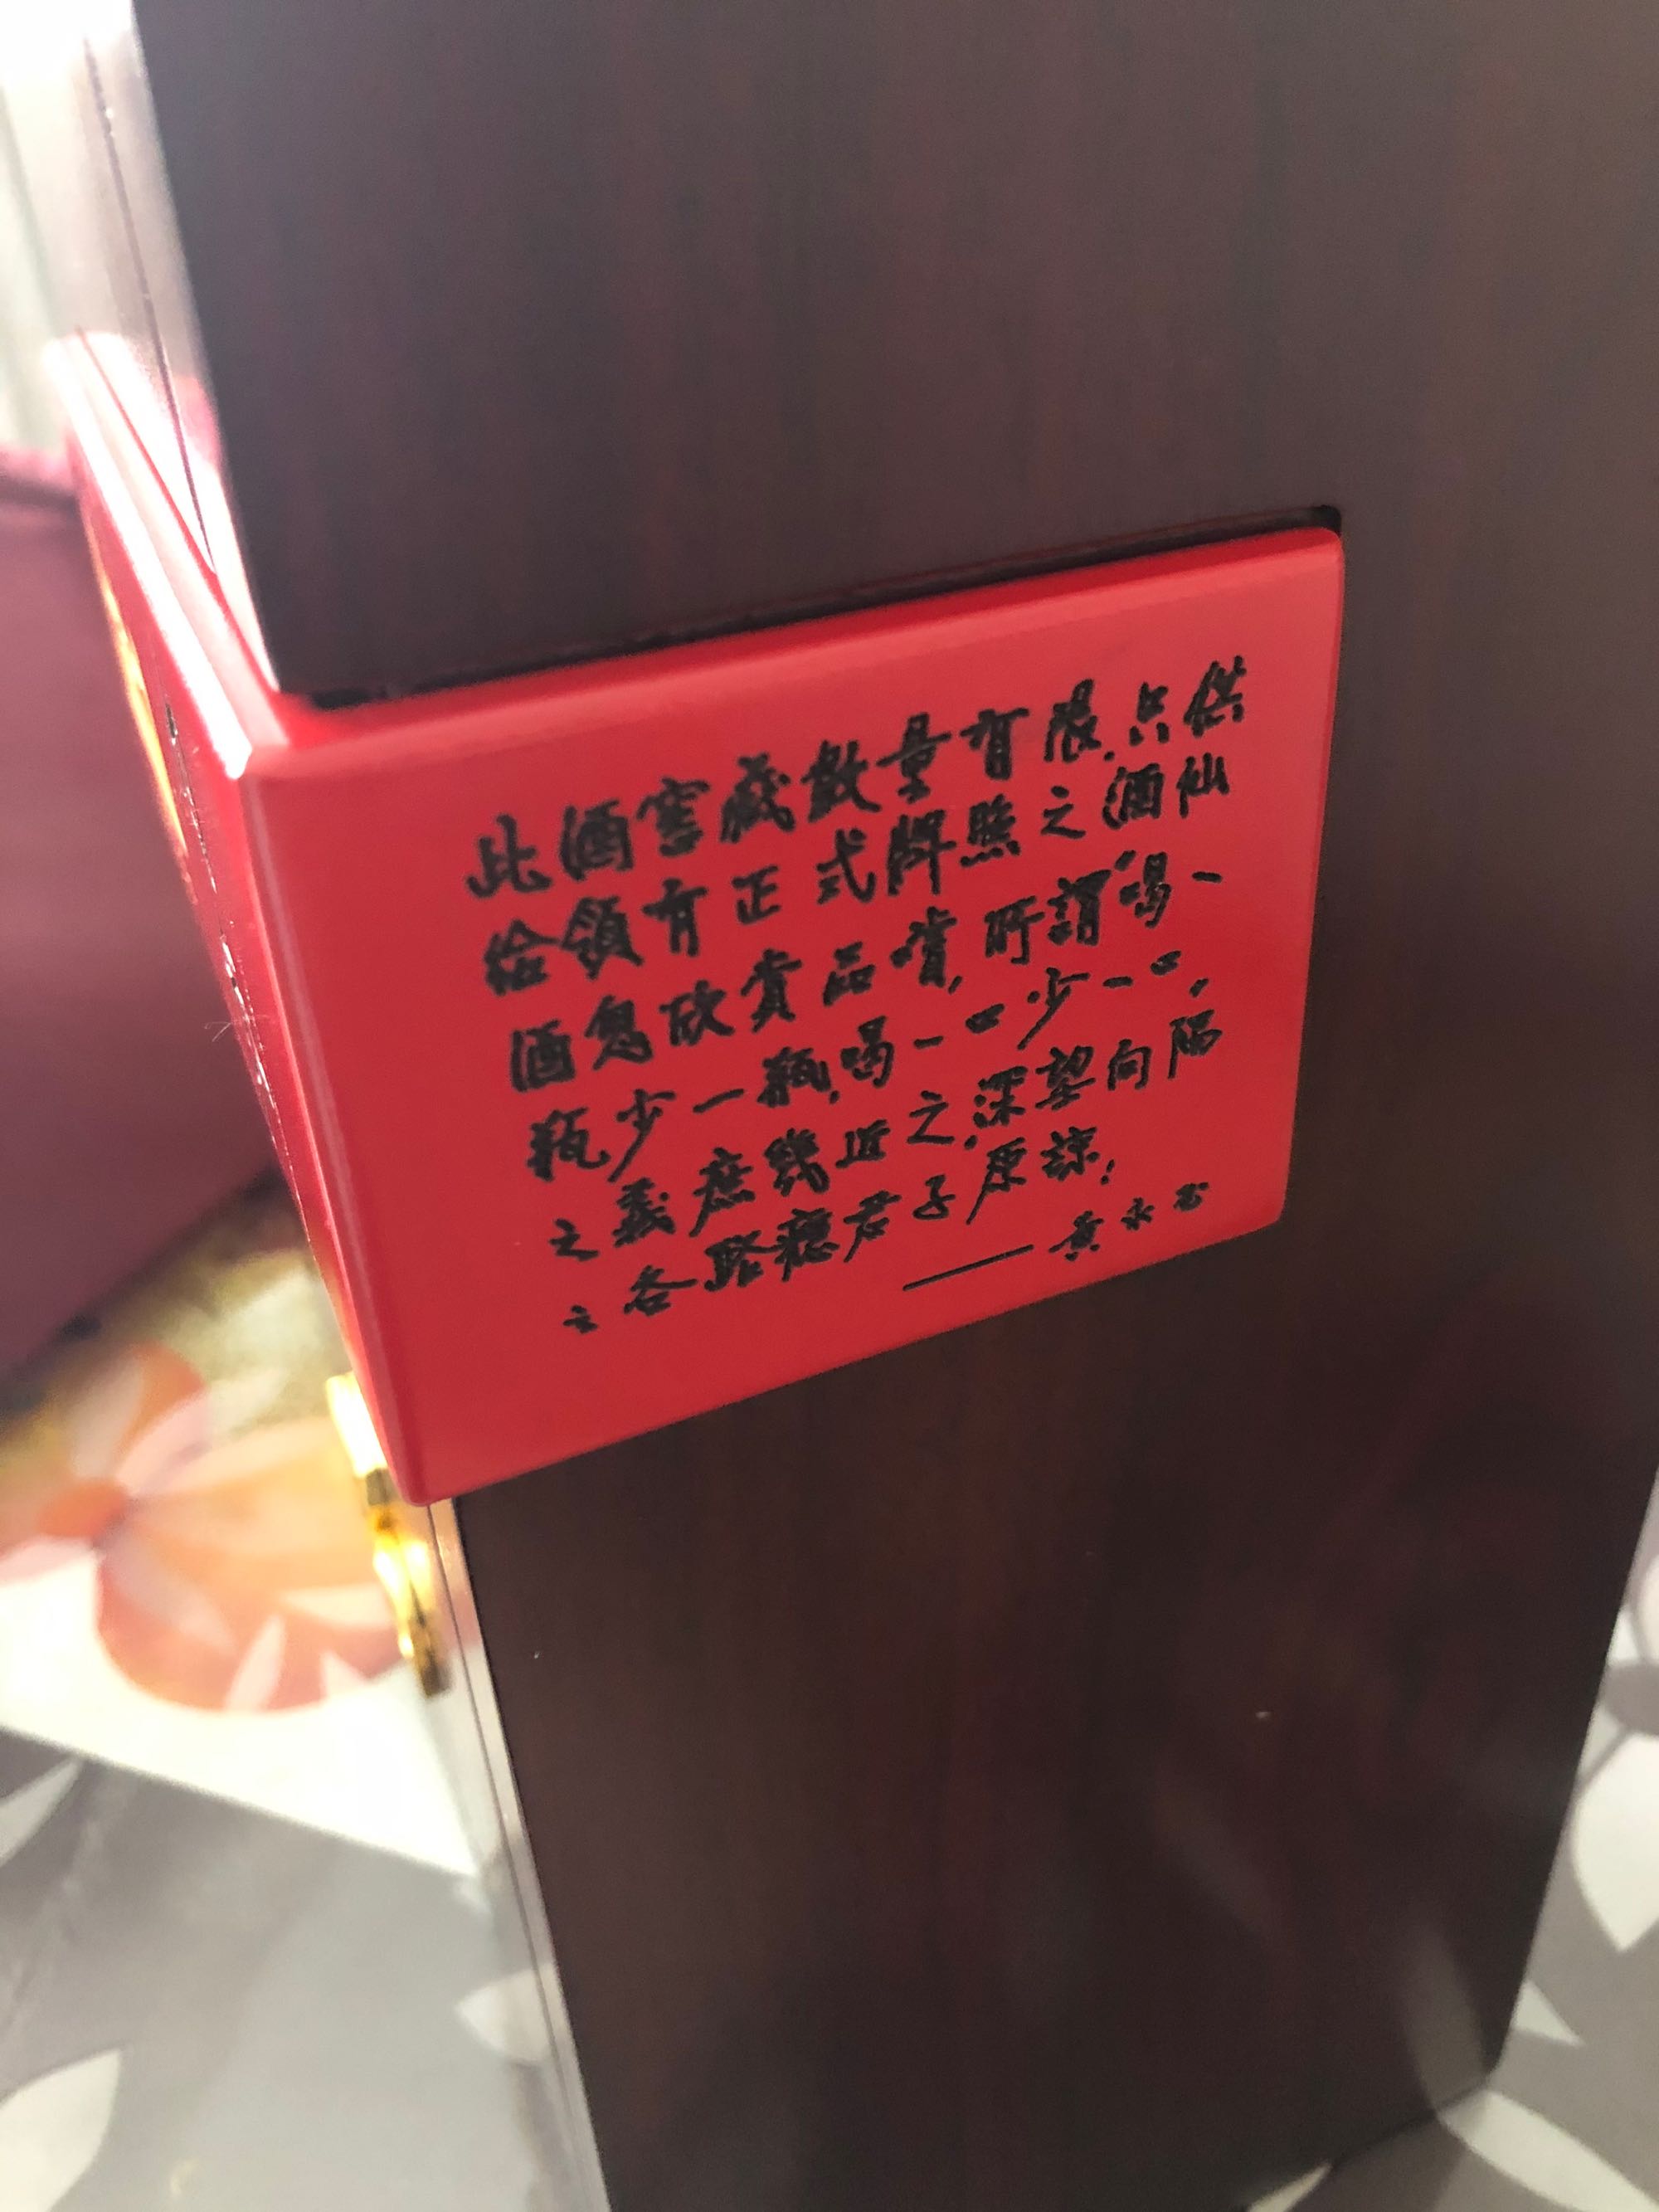 此酒窖藏數量有限,只供
給領有正式牌照之酒仙
酒鬼欣賞品嘗,所謂“喝一
瓶少一瓶,喝一口少一口”
之義庶幾近之,深望向隅
之各路癮君子原諒!
——黃永玉